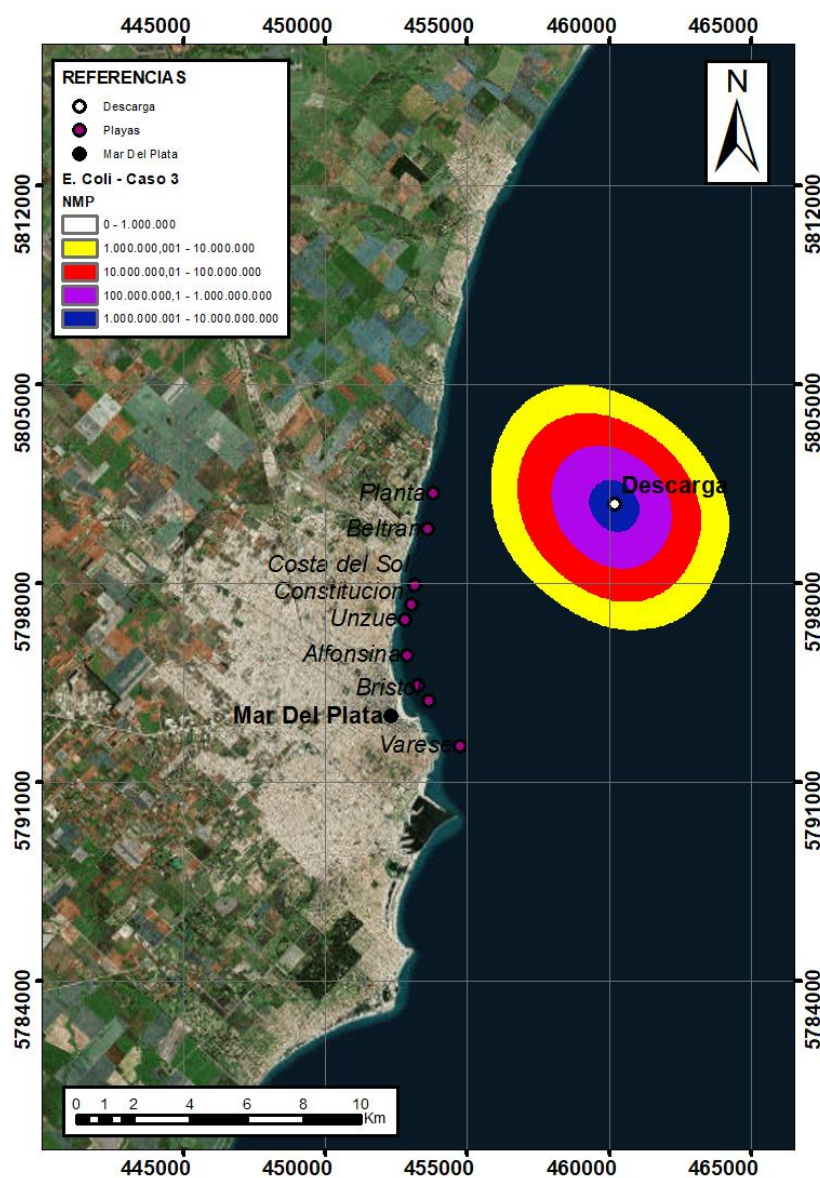 445000 450000 455000 460000 465000
REFERENCIAS
Descarga
Playas
Mar Del Plata
E. Coli - Caso 3
NMP
0 - 1.000.000
1.000.000,001 - 10.000.000
10.000.000,01 - 100.000.000
100.000.000,1 - 1.000.000.000
1.000.000.001 - 10.000.000.000
N
5812000 5812000
5805000 5805000
Descarga
Planta
Beltran
Costa del Sol
5798000 5798000
Constitucion
Unzue
Alfonsina
Bristol
Mar Del Plata
Varese
5791000 5791000
5784000 5784000
0 1 2 4 6 8 10
Km
445000 450000 455000 460000 465000